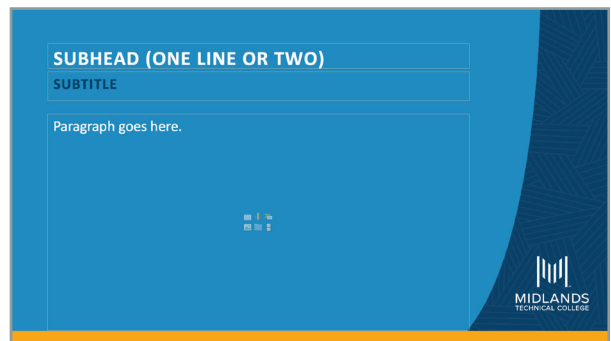 SUBHEAD (ONE LINE OR TWO)
SUBTITLE
Paragraph goes here.
MIDLANDS
TECHNICAL COLLEGE